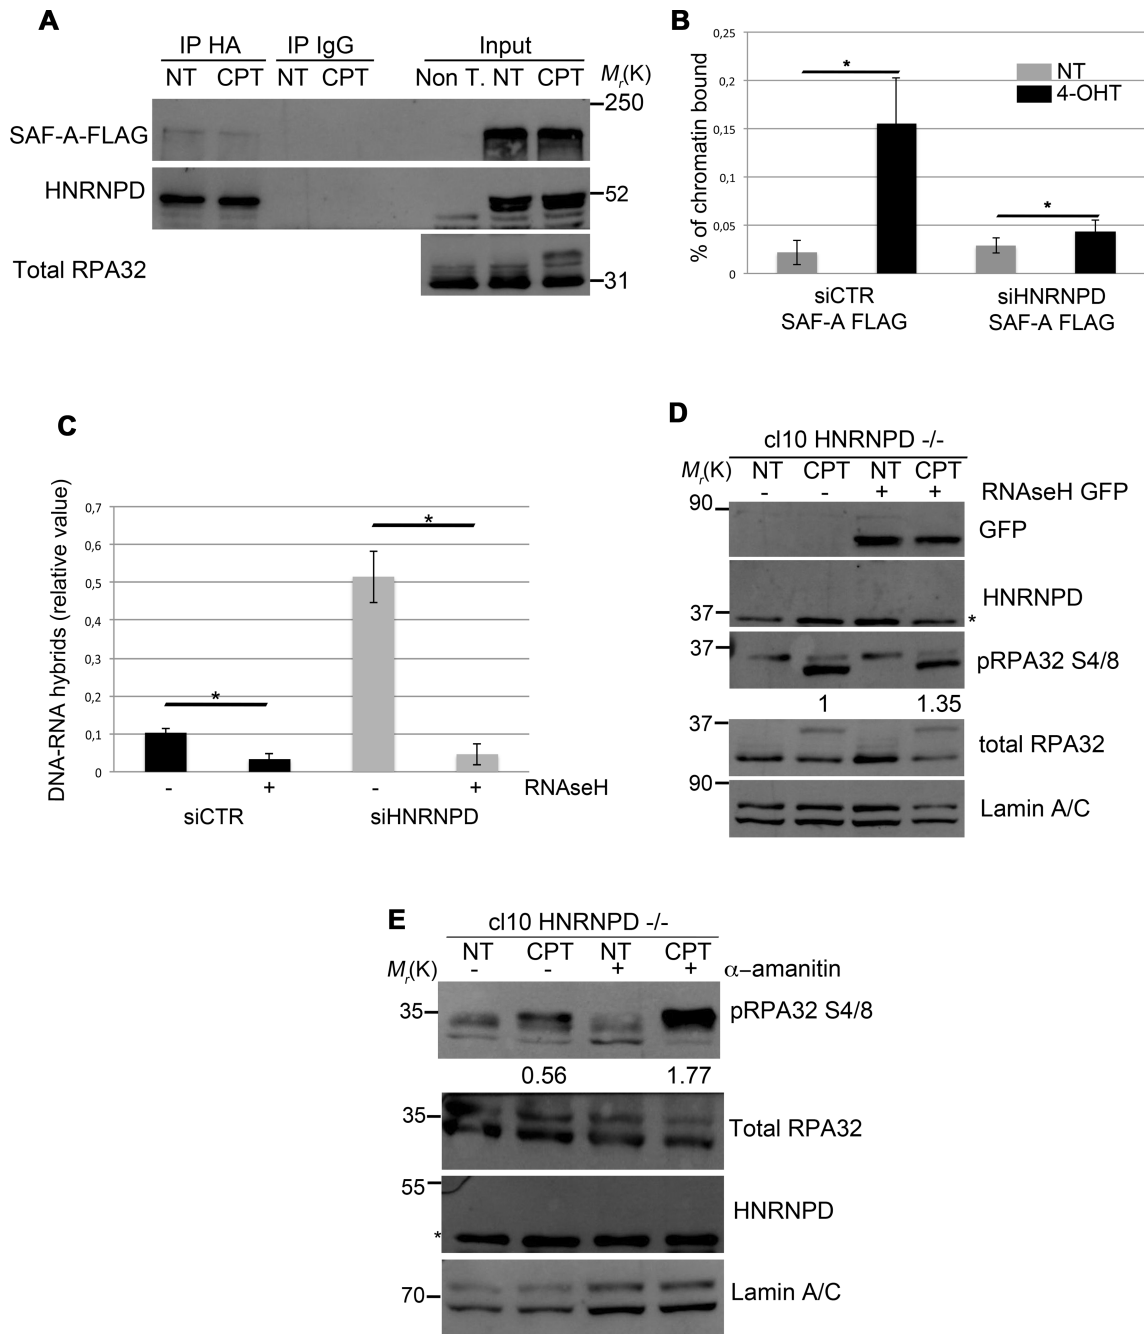 A
IP HA IP IgG Input
NT CPT NT CPT Non T. NT CPT Mr(K)
250
SAF-A-FLAG
HNRNPD
52
Total RPA32
31
B
% of chromatin bound
0,25
0,2
0,15
0,1
0,05
0
*
*
NT
4-OHT
siCTR
SAF-A FLAG
siHNRNPD
SAF-A FLAG
C
DNA-RNA hybrids (relative value)
0,7
0,6
0,5
0,4
0,3
0,2
0,1
0
*
*
- + - + RNAseH
siCTR siHNRNPD
D
cl10 HNRNPD -/-
Mr(K) NT CPT NT CPT
- - + + RNAseH GFP
90
GFP
HNRNPD
37
*
37
pRPA32 S4/8
1 1.35
37
total RPA32
90
Lamin A/C
E
cl10 HNRNPD -/-
NT CPT NT CPT
Mr(K) - - + + α−amanitin
35
pRPA32 S4/8
0.56 1.77
35
Total RPA32
55
HNRNPD
*
70
Lamin A/C